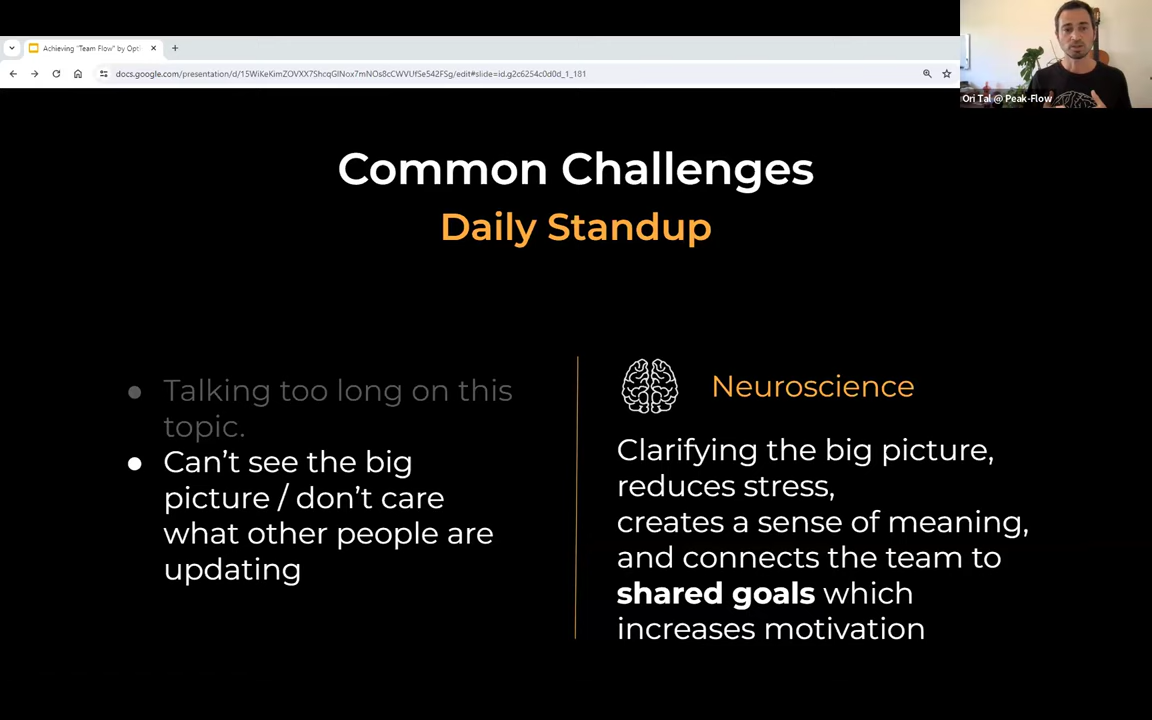 Achieving "Team Flow" by Opti
docs.google.com/presentation/d/15WiKeKimZOVXX7ShcqGlNox7mNOs8cCWVUfSe542FSg/edit#slide=id.g2c6254c0d0d_1_181
Ori Tal @ Peak-Flow
Common Challenges
Daily Standup
● Talking too long on this
topic.
● Can't see the big
picture / don't care
what other people are
updating
Neuroscience
Clarifying the big picture,
reduces stress,
creates a sense of meaning,
and connects the team to
shared goals which
increases motivation